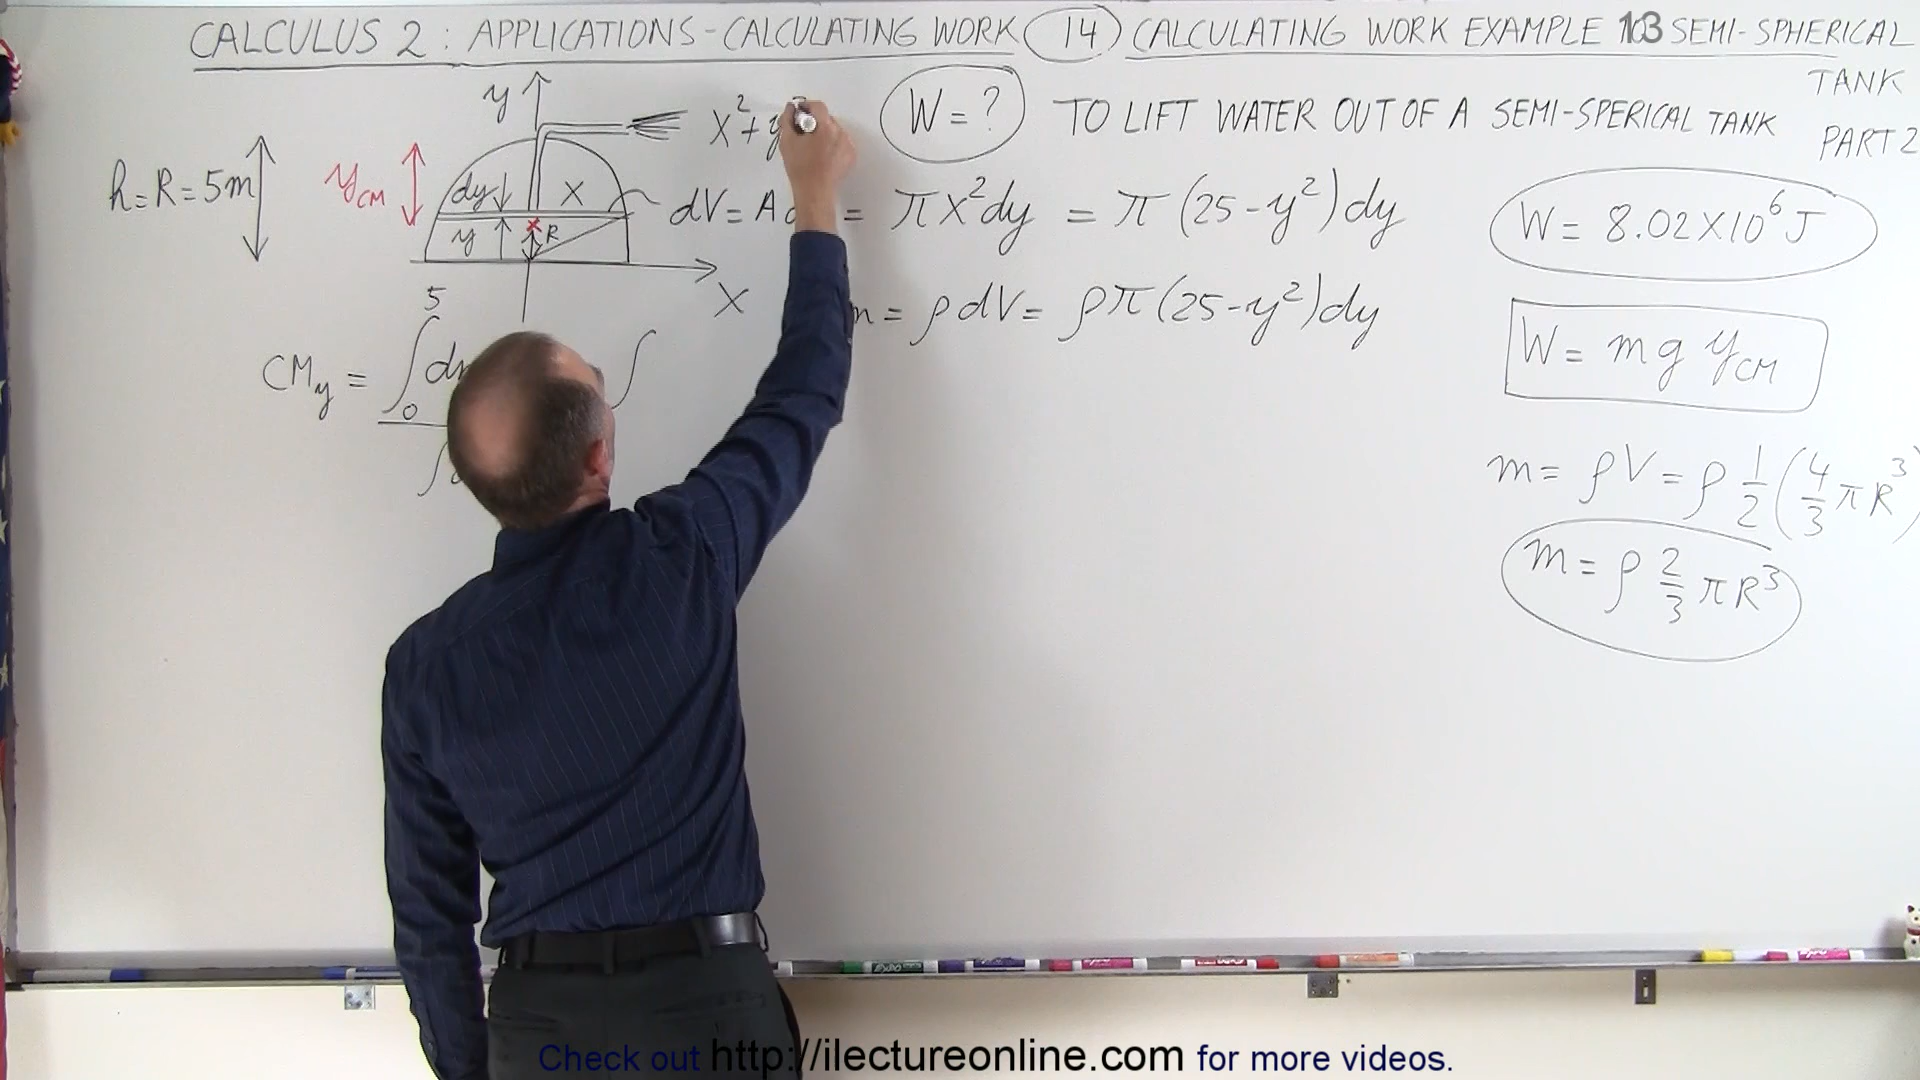 CALCULUS 2 : APPLICATIONS - CALCULATING WORK 14 CALCULATING WORK EXAMPLE 13 SEMI-SPHERICAL TANK
W = ? TO LIFT WATER OUT OF A SEMI-SPERICAL TANK PART 2
y
x² + y
h = R = 5m
y_CM
dy
x
y
R
x
dV = A = πx²dy = π(25 - y²)dy
W = 8.02 x 10⁶ J
= ρ dV = ρπ(25 - y²)dy
W = mg y_CM
CM_y = ∫₀⁵
∫
m = ρV = ρ ½ (4/3 πR³)
m = ρ 2/3 πR³
Check out http://ilectureonline.com for more videos.